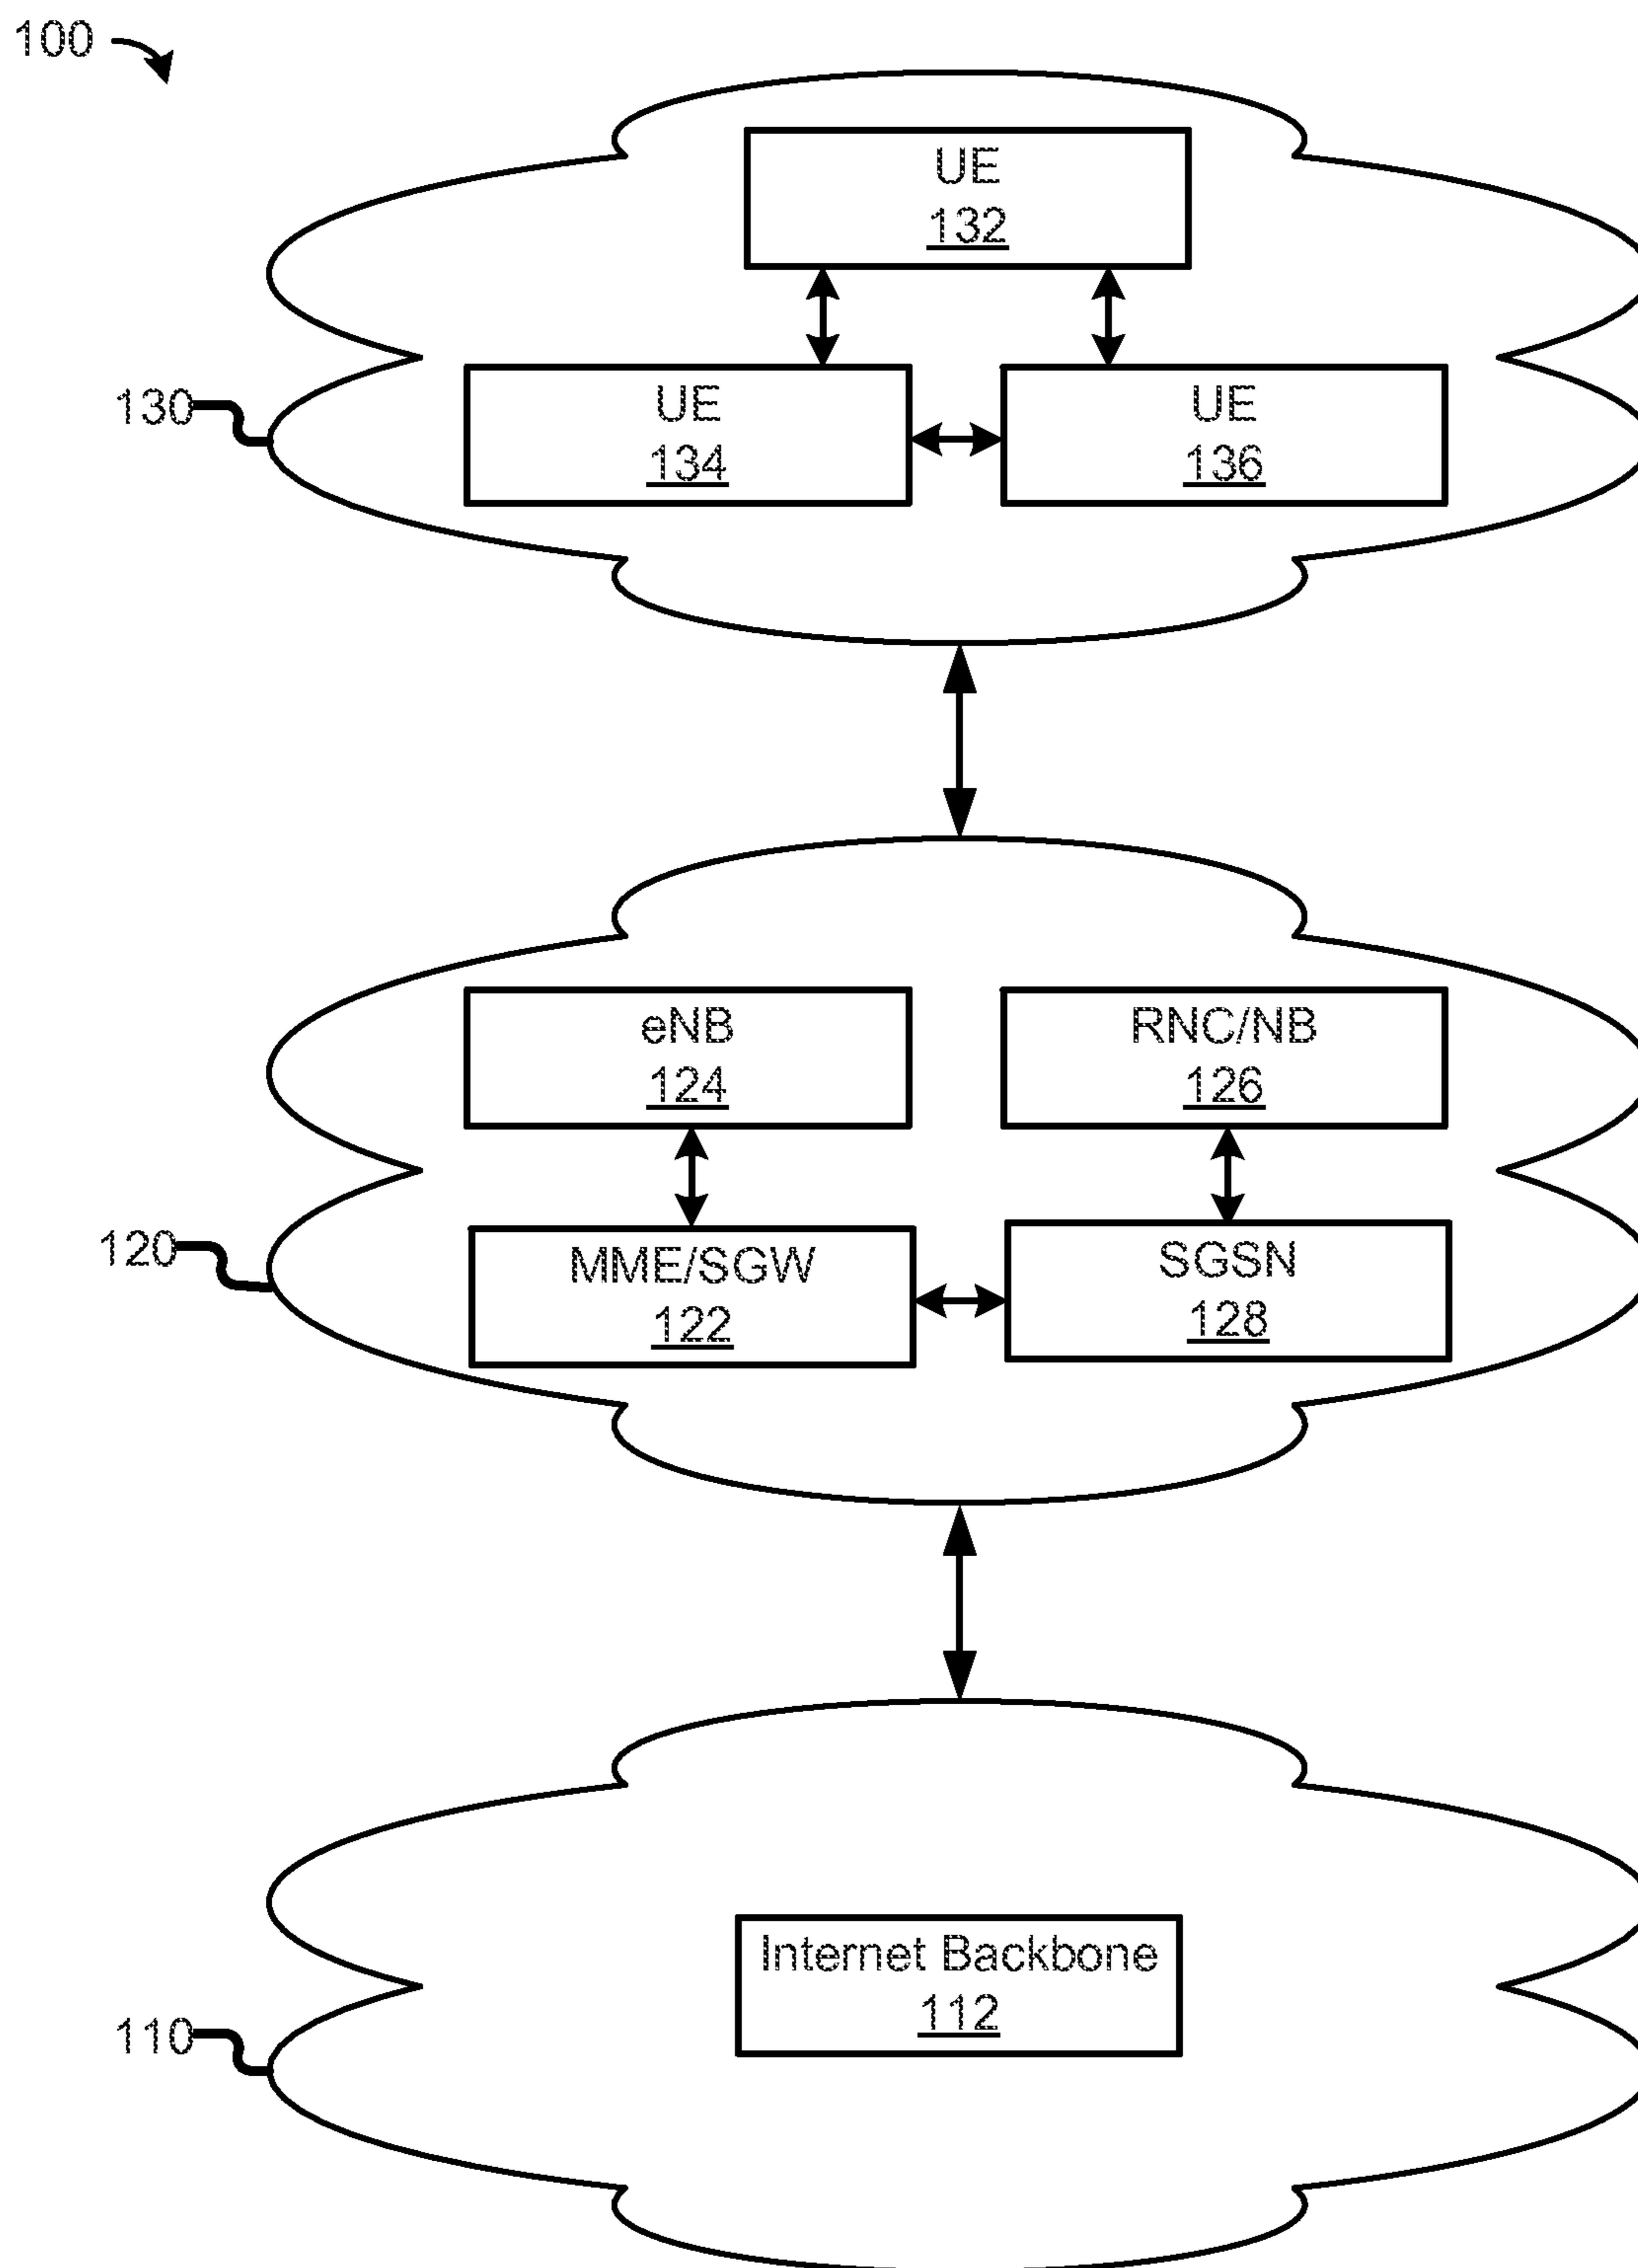 100
UE
132
130
UE
134
UE
136
eNB
124
RNC/NB
126
120
MME/SGW
122
SGSN
128
Internet Backbone
112
110